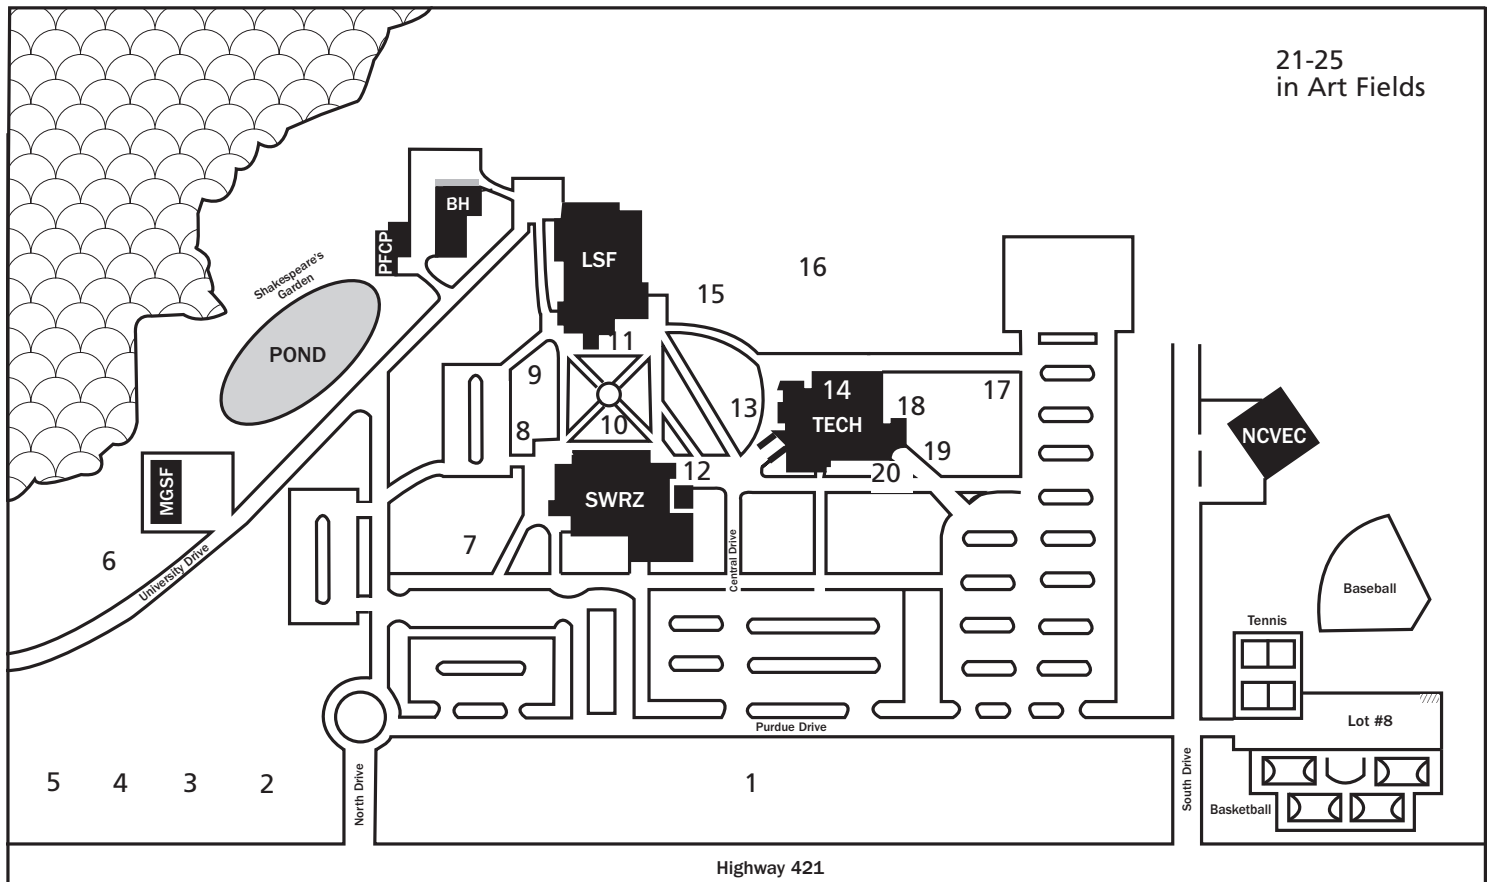 21-25
in Art Fields
BH
PFCP
LSF
Shakespeare's
Garden
POND
16
15
11
9
14
17
TECH
13
18
10
8
NCVEC
19
12
20
MGSF
SWRZ
7
6
University Drive
Central Drive
Baseball
Tennis
Lot #8
Purdue Drive
5
4
3
2
North Drive
1
South Drive
Basketball
Highway 421